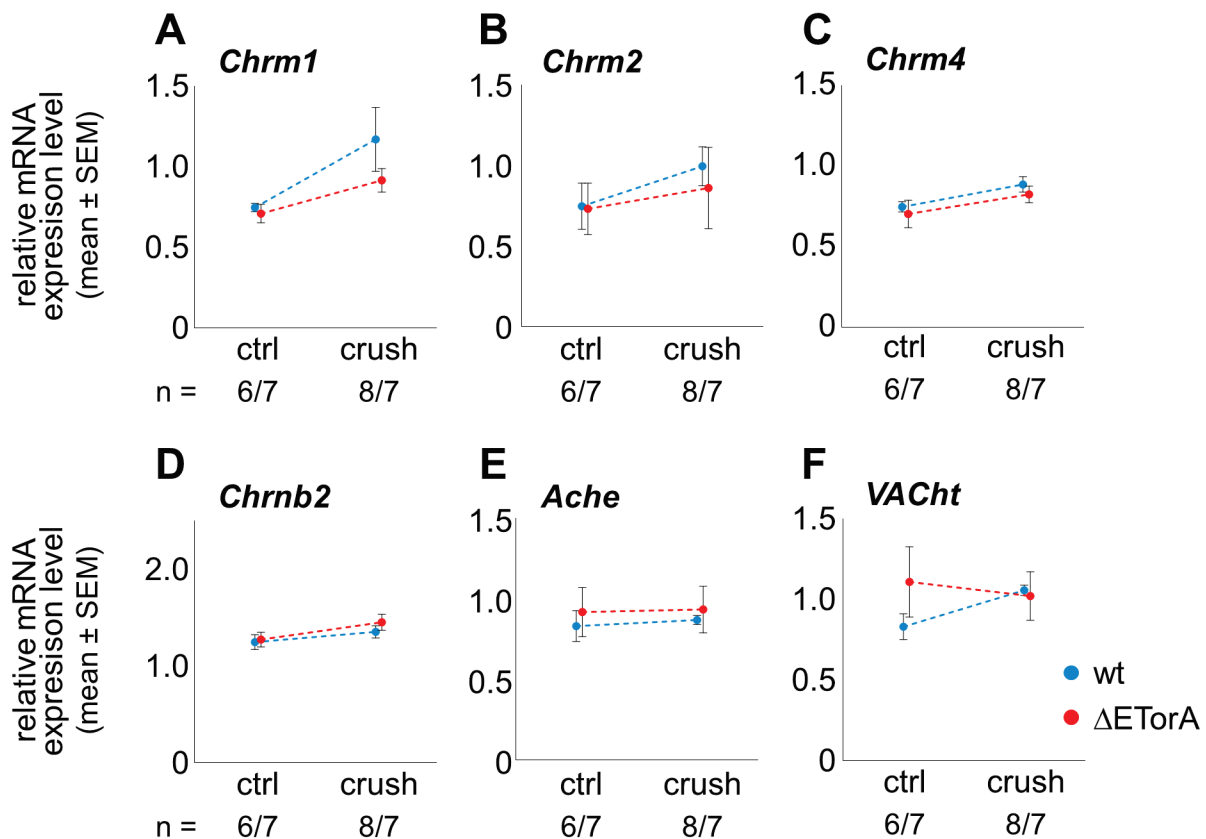 A
Chrm1
B
Chrm2
C
Chrm4
relative mRNA
expresison level
(mean ± SEM)
1.5
1.0
0.5
0
1.5
1.0
0.5
0
1.5
1.0
0.5
0
ctrl crush
ctrl crush
ctrl crush
n = 6/7 8/7
6/7 8/7
6/7 8/7
D
Chrnb2
E
Ache
F
VACht
relative mRNA
expresison level
(mean ± SEM)
2.0
1.0
0
1.5
1.0
0.5
0
1.5
1.0
0.5
0
wt
ΔETorA
ctrl crush
ctrl crush
ctrl crush
n = 6/7 8/7
6/7 8/7
6/7 8/7